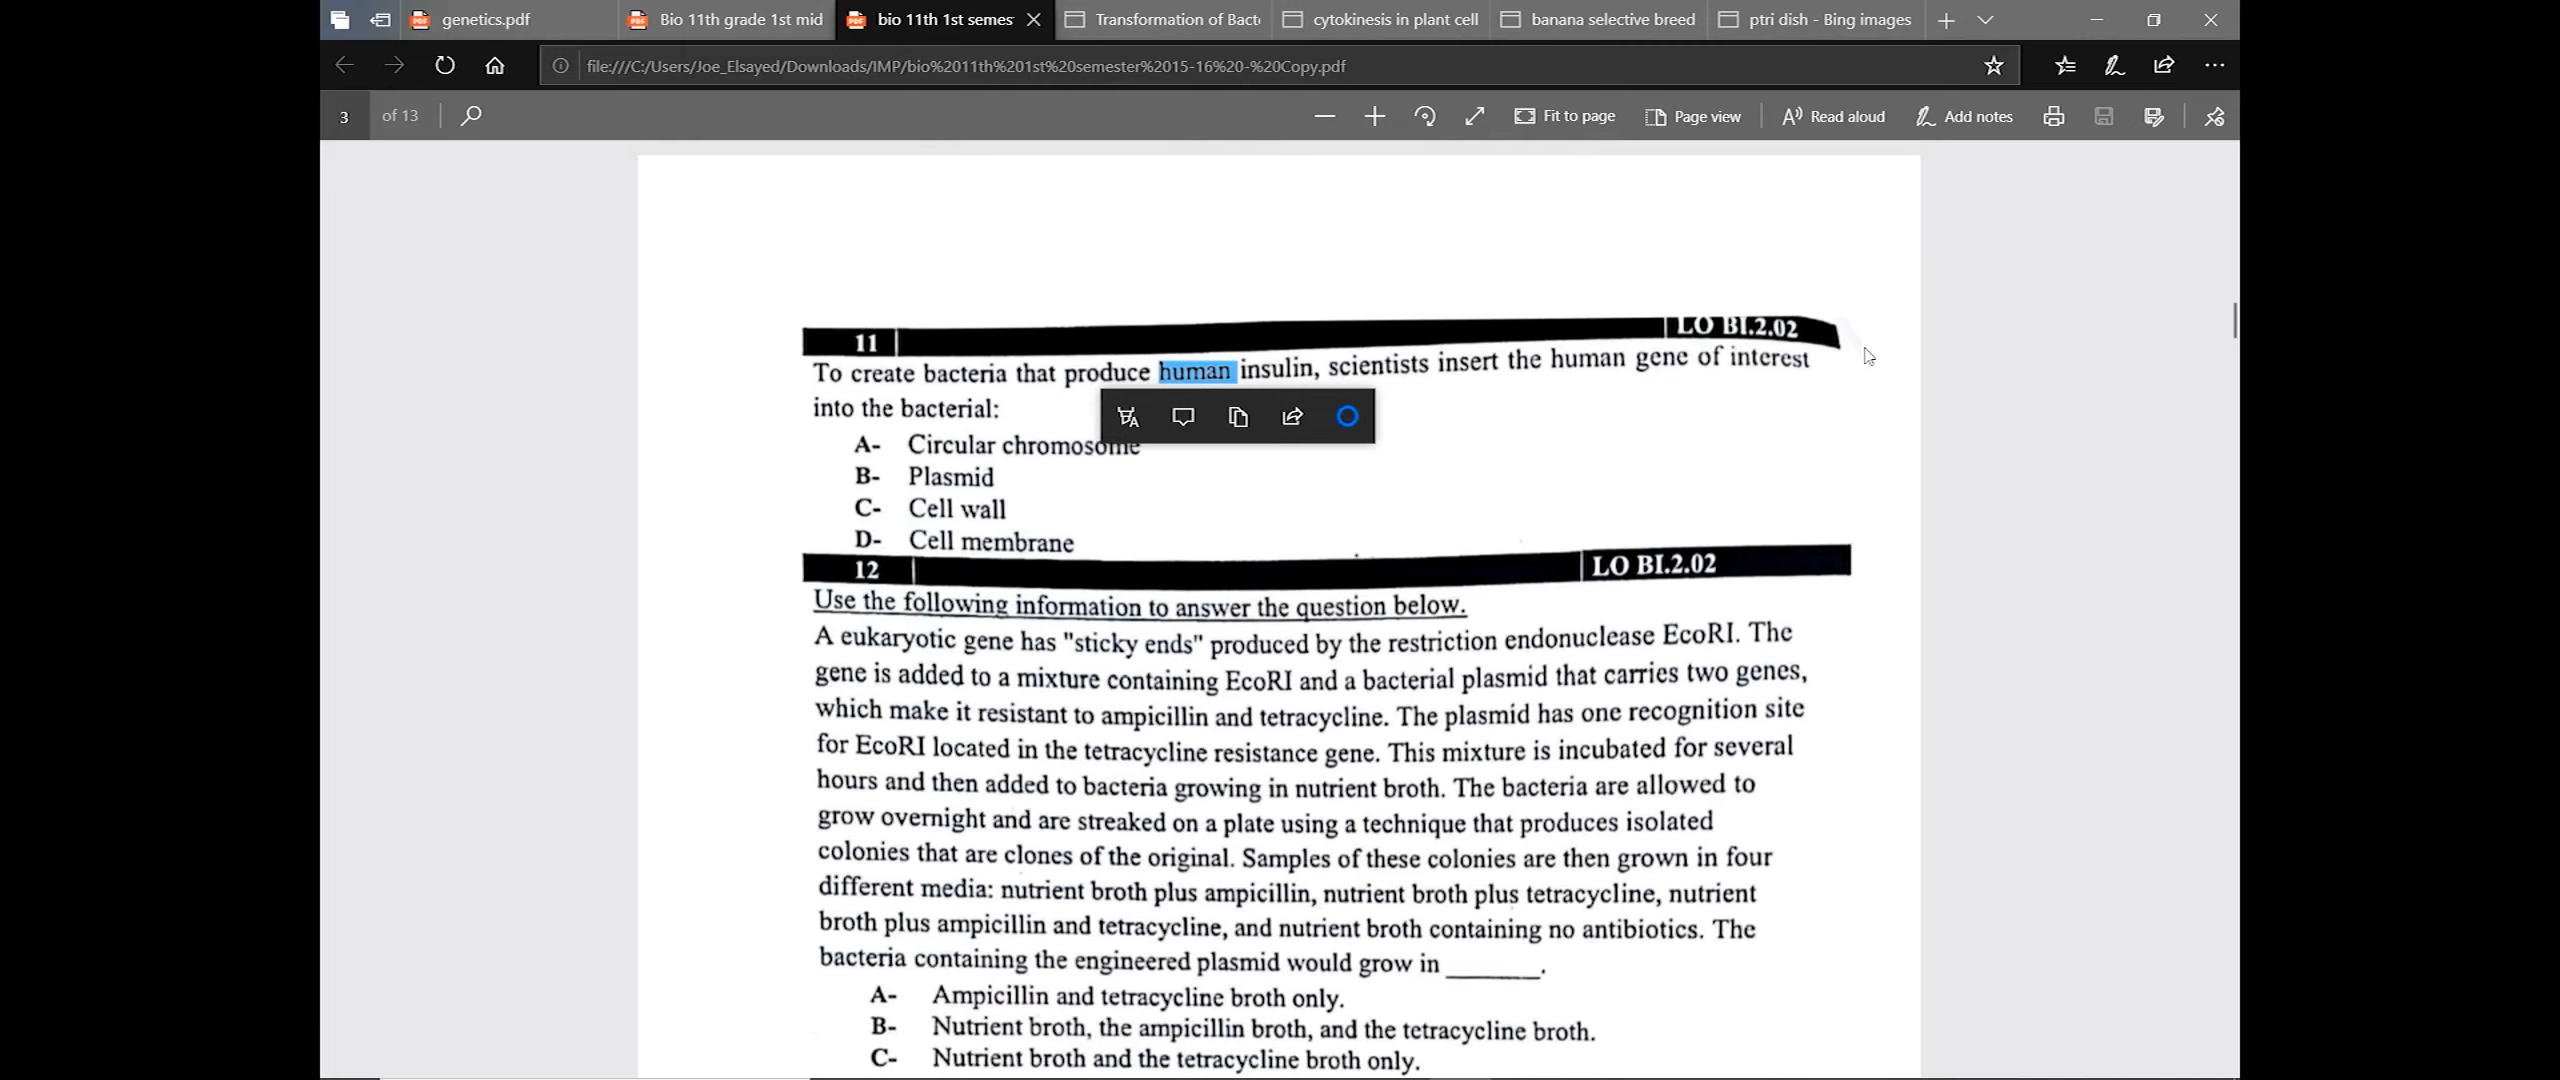 genetics.pdf
Bio 11th grade 1st mid
bio 11th 1st semes
Transformation of Bact
cytokinesis in plant cell
banana selective breed
ptri dish - Bing images
file:///C:/Users/Joe_Elsayed/Downloads/IMP/bio%2011th%201st%20semester%2015-16%20-%20Copy.pdf
3 of 13
Fit to page
Page view
Read aloud
Add notes
11 LO BI.2.02
To create bacteria that produce human insulin, scientists insert the human gene of interest
into the bacterial:
A- Circular chromosome
B- Plasmid
C- Cell wall
D- Cell membrane
12 LO BI.2.02
Use the following information to answer the question below.
A eukaryotic gene has "sticky ends" produced by the restriction endonuclease EcoRI. The
gene is added to a mixture containing EcoRI and a bacterial plasmid that carries two genes,
which make it resistant to ampicillin and tetracycline. The plasmid has one recognition site
for EcoRI located in the tetracycline resistance gene. This mixture is incubated for several
hours and then added to bacteria growing in nutrient broth. The bacteria are allowed to
grow overnight and are streaked on a plate using a technique that produces isolated
colonies that are clones of the original. Samples of these colonies are then grown in four
different media: nutrient broth plus ampicillin, nutrient broth plus tetracycline, nutrient
broth plus ampicillin and tetracycline, and nutrient broth containing no antibiotics. The
bacteria containing the engineered plasmid would grow in _______.
A- Ampicillin and tetracycline broth only.
B- Nutrient broth, the ampicillin broth, and the tetracycline broth.
C- Nutrient broth and the tetracycline broth only.